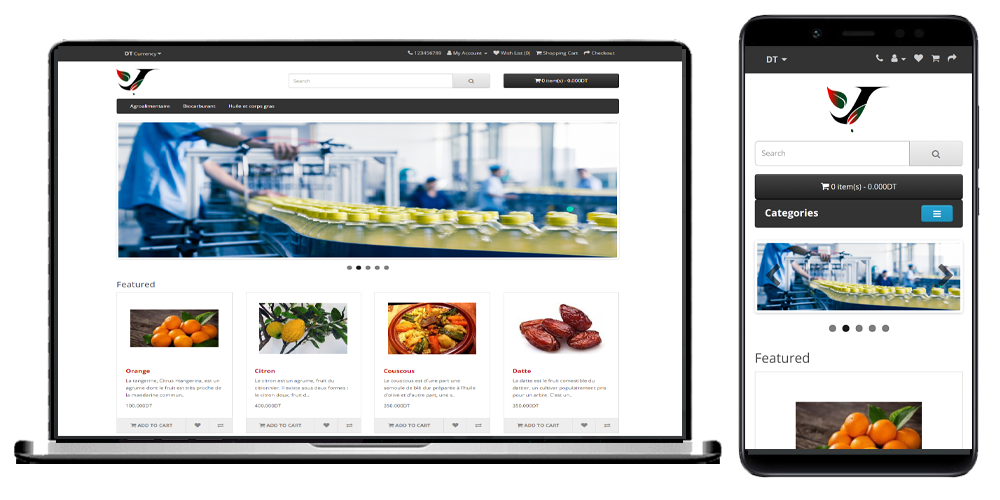 DT Currency
123456789 My Account Wish List (0) Shopping Cart Checkout
Search
0 item(s) - 0.000DT
Agroalimentaire Biocarburant Huile et corps gras
Featured
Orange
La tangerine, Citrus tangerina, est un
agrume dont le fruit est très proche de
la mandarine commun.
100.000DT
ADD TO CART
Citron
Le citron est un agrume, fruit du
citronnier. Il existe sous deux formes :
le citron doux, fruit d..
400.000DT
ADD TO CART
Couscous
Le couscous est d'une part une
semoule de blé dur préparée à l'huile
d'olive et d'autre part, une s..
350.000DT
ADD TO CART
Datte
La datte est le fruit comestible du
dattier, un cultivar populairement pris
pour un arbre. C'est un..
350.000DT
ADD TO CART
DT
Search
0 item(s) - 0.000DT
Categories
Featured